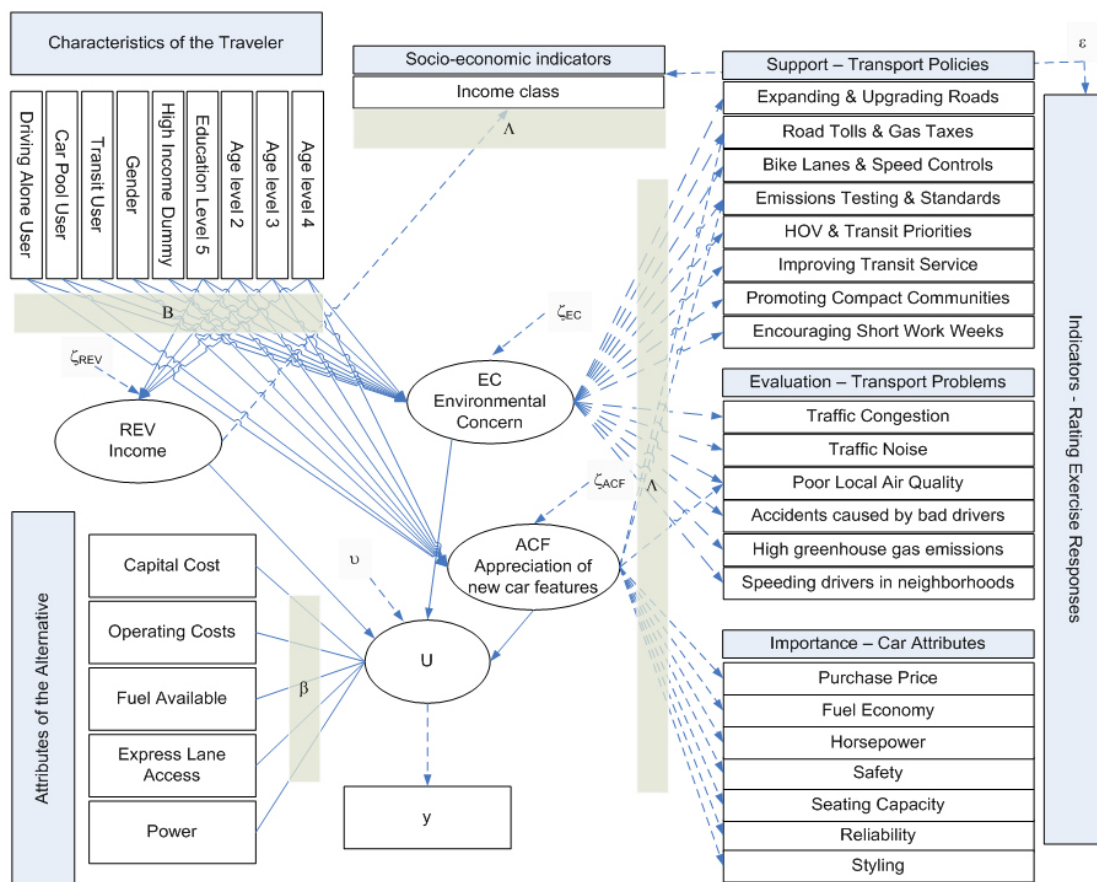 Characteristics of the Traveler
Driving Alone User
Car Pool User
Transit User
Gender
High Income Dummy
Education Level 5
Age level 2
Age level 3
Age level 4
B
Socio-economic indicators
Income class
Λ
ε
Support – Transport Policies
Expanding & Upgrading Roads
Road Tolls & Gas Taxes
Bike Lanes & Speed Controls
Emissions Testing & Standards
HOV & Transit Priorities
Improving Transit Service
Promoting Compact Communities
Encouraging Short Work Weeks
Evaluation – Transport Problems
Traffic Congestion
Traffic Noise
Poor Local Air Quality
Accidents caused by bad drivers
High greenhouse gas emissions
Speeding drivers in neighborhoods
Importance – Car Attributes
Purchase Price
Fuel Economy
Horsepower
Safety
Seating Capacity
Reliability
Styling
Indicators - Rating Exercise Responses
Λ
ζREV
REV
Income
ζEC
EC
Environmental
Concern
ζACF
ACF
Appreciation of
new car features
υ
U
y
β
Attributes of the Alternative
Capital Cost
Operating Costs
Fuel Available
Express Lane
Access
Power